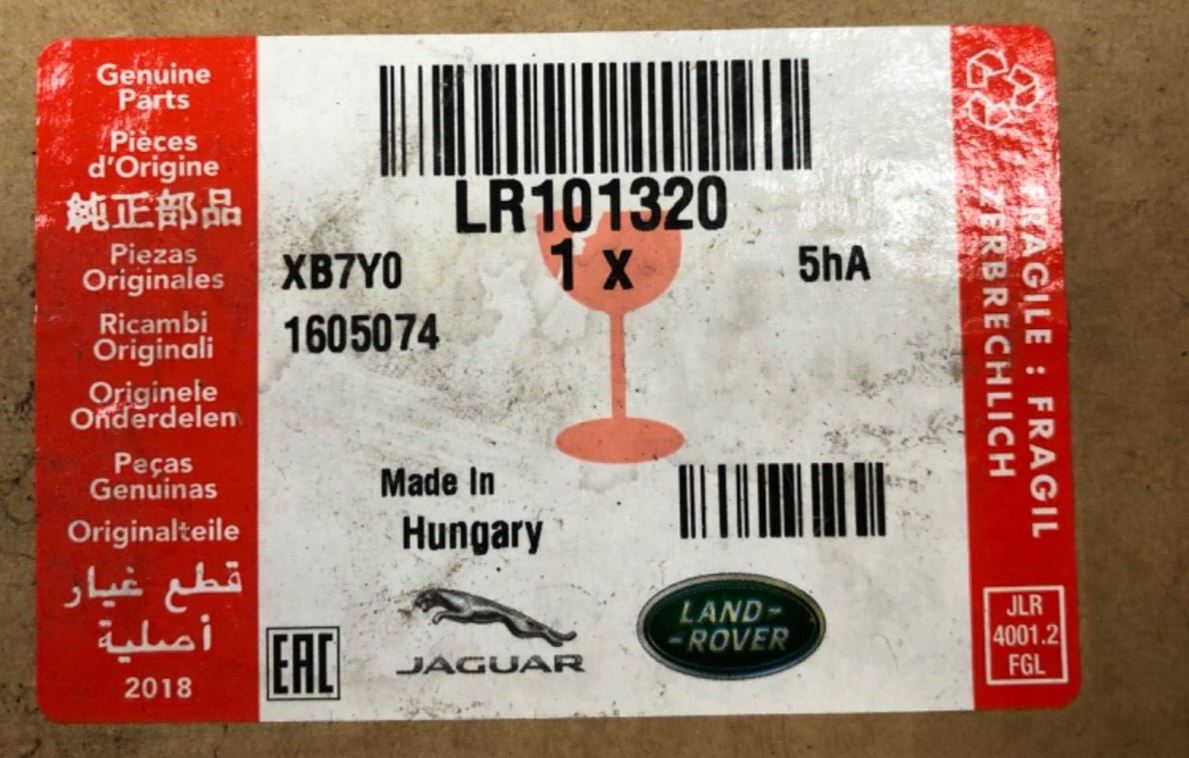 Genuine
Parts
Pièces
d'Origine
純正部品
Piezas
Originales
Ricambi
Originali
Originele
Onderdelen
Peças
Genuinas
Originalteile
قطع غيار
أصلية
2018
LR101320
XB7Y0
1 x
5hA
1605074
Made In
Hungary
EAC
JAGUAR
LAND-
-ROVER
FRAGILE : FRAGIL
ZERBRECHLICH
JLR
4001.2
FGL